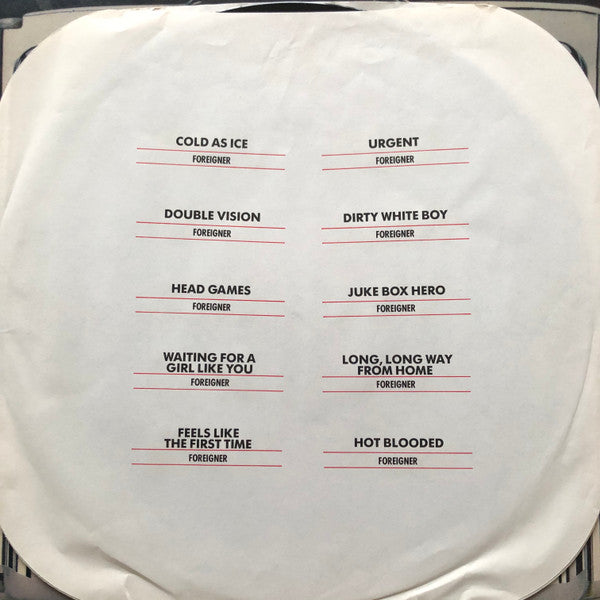 COLD AS ICE
FOREIGNER
DOUBLE VISION
FOREIGNER
HEAD GAMES
FOREIGNER
WAITING FOR A
GIRL LIKE YOU
FOREIGNER
FEELS LIKE
THE FIRST TIME
FOREIGNER
URGENT
FOREIGNER
DIRTY WHITE BOY
FOREIGNER
JUKE BOX HERO
FOREIGNER
LONG, LONG WAY
FROM HOME
FOREIGNER
HOT BLOODED
FOREIGNER